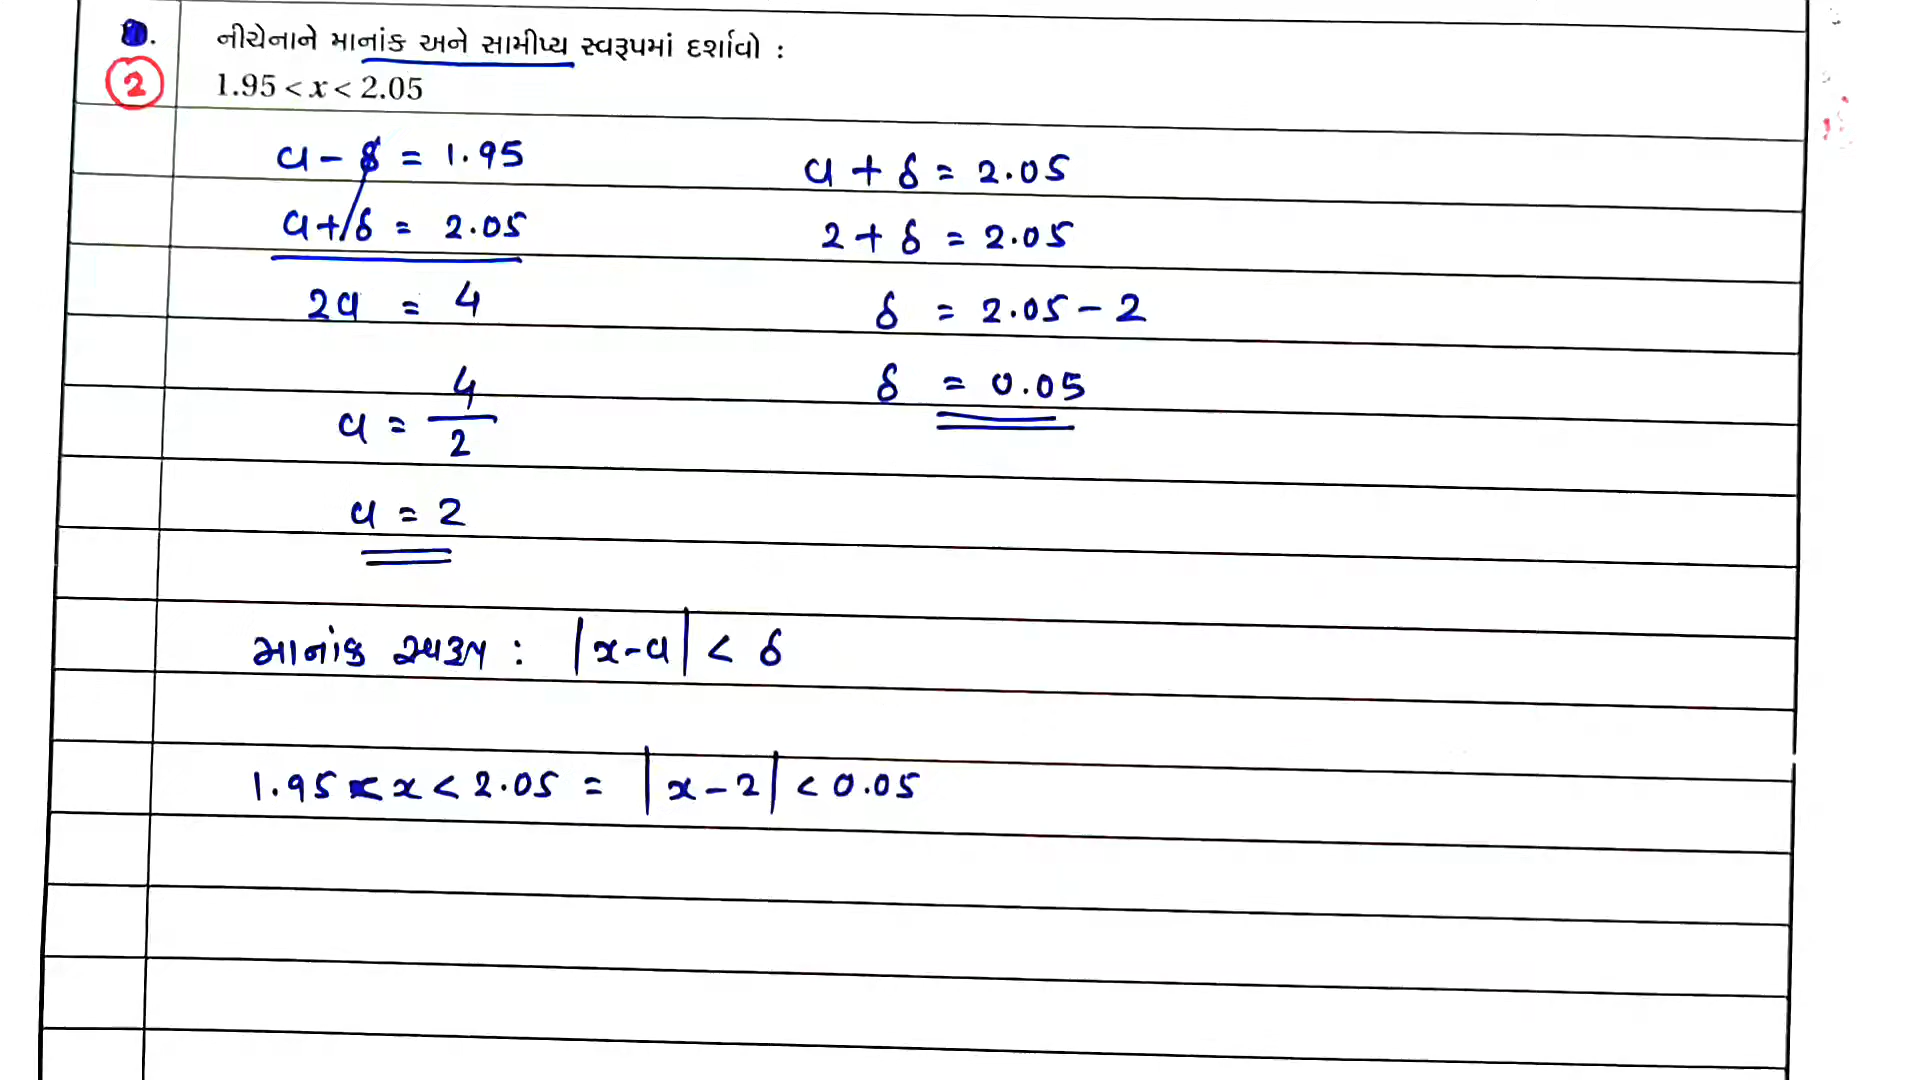 નીચેનાને માનાંક અને સામીપ્ય સ્વરૂપમાં દર્શાવો :
2
1.95 < x < 2.05
a - δ = 1.95
a + δ = 2.05
2a = 4
a = 4/2
a = 2
a + δ = 2.05
2 + δ = 2.05
δ = 2.05 - 2
δ = 0.05
માનાંક સ્વરૂપ : |x-a| < δ
1.95 < x < 2.05 = |x-2| < 0.05